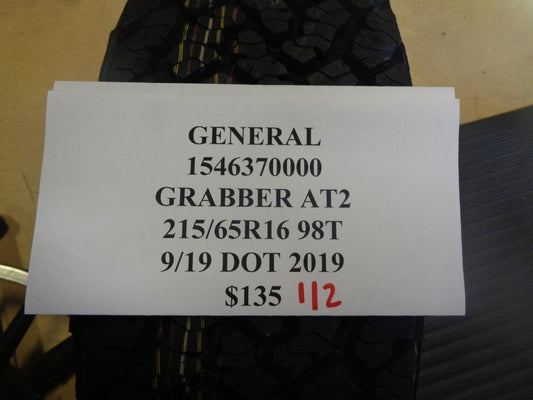 GENERAL
1546370000
GRABBER AT2
215/65R16 98T
9/19 DOT 2019
$135 1/2